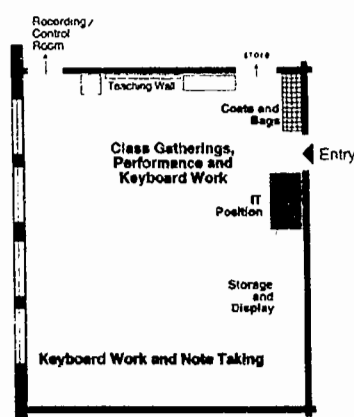 Recording/
Control
Room
store
Teaching Wall
Coats and
Bags
Class Gatherings,
Performance and
Keyboard Work
Entry
IT
Position
Storage
and
Display
Keyboard Work and Note Taking